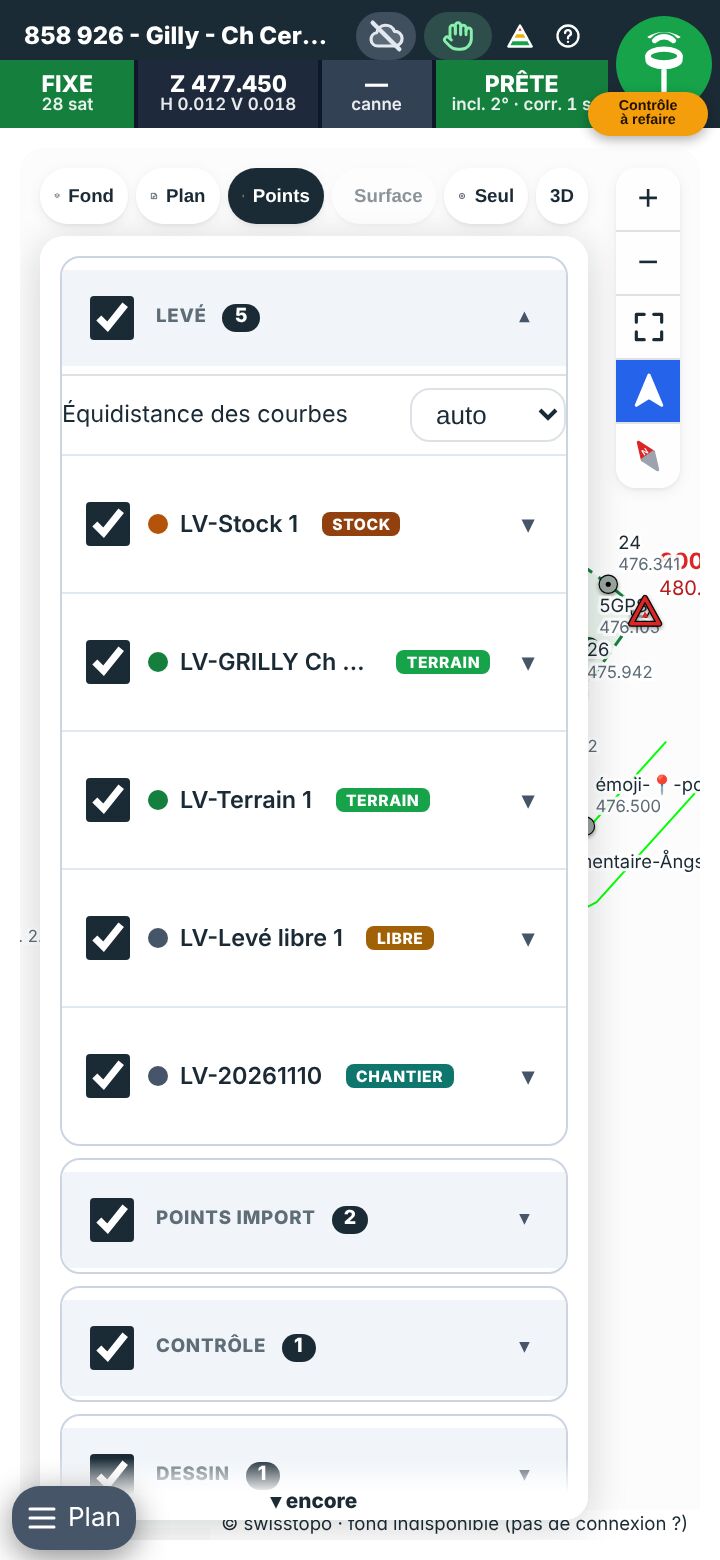 858 926 - Gilly - Ch Cer...
FIXE
28 sat
Z 477.450
H 0.012 V 0.018
—
canne
PRÊTE
incl. 2° · corr. 1 s
Contrôle
à refaire
Fond
Plan
Points
Surface
Seul
3D
+
−
N
LEVÉ 5 ▲
Équidistance des courbes auto
LV-Stock 1 STOCK ▼
LV-GRILLY Ch ... TERRAIN ▼
LV-Terrain 1 TERRAIN ▼
LV-Levé libre 1 LIBRE ▼
LV-20261110 CHANTIER ▼
POINTS IMPORT 2 ▼
CONTRÔLE 1 ▼
DESSIN 1 ▼
▼ encore
24
476.341
480.
476.105
26
475.942
2
émoji-📍-po
476.500
nentaire-Ångs
. 2.
Plan
© swisstopo · fond indisponible (pas de connexion ?)